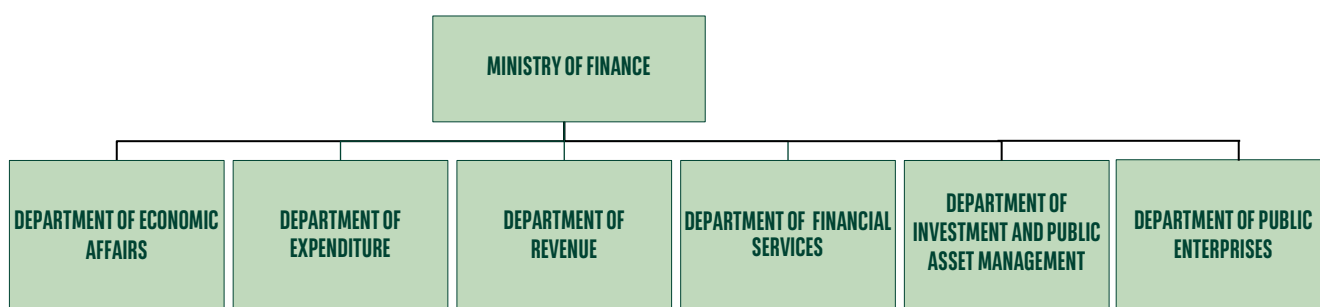 MINISTRY OF FINANCE
DEPARTMENT OF ECONOMIC
AFFAIRS
DEPARTMENT OF
EXPENDITURE
DEPARTMENT OF
REVENUE
DEPARTMENT OF FINANCIAL
SERVICES
DEPARTMENT OF
INVESTMENT AND PUBLIC
ASSET MANAGEMENT
DEPARTMENT OF PUBLIC
ENTERPRISES